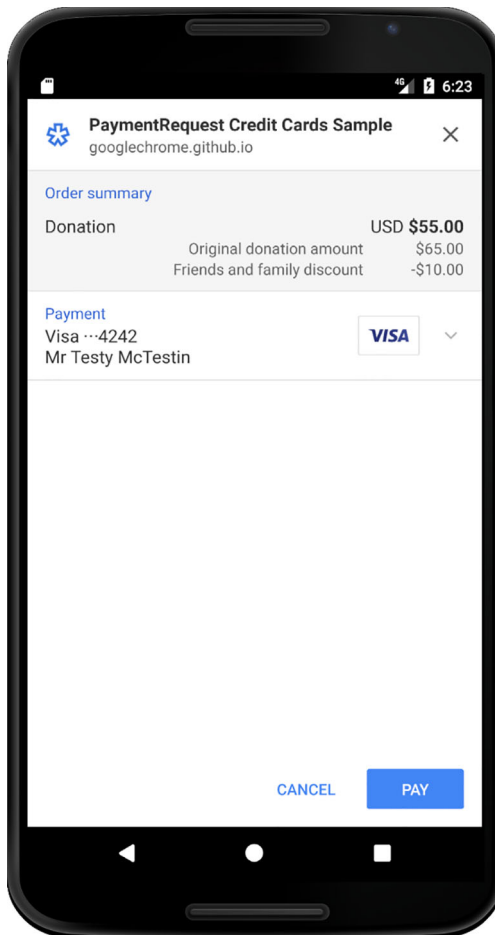 4G 6:23
PaymentRequest Credit Cards Sample
googlechrome.github.io
Order summary
Donation USD $55.00
Original donation amount $65.00
Friends and family discount -$10.00
Payment
Visa ···4242 VISA
Mr Testy McTestin
CANCEL PAY